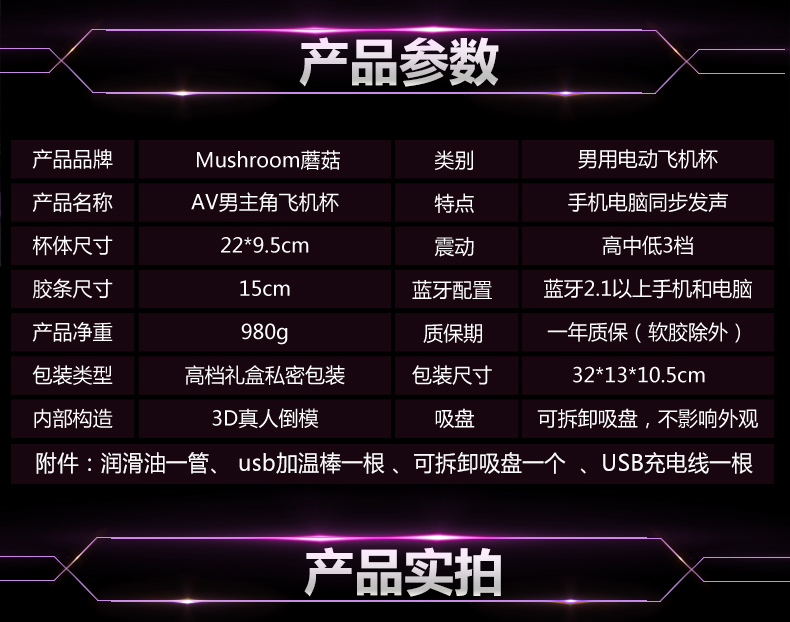 产品参数
产品品牌 Mushroom蘑菇 类别 男用电动飞机杯
产品名称 AV男主角飞机杯 特点 手机电脑同步发声
杯体尺寸 22*9.5cm 震动 高中低3档
胶条尺寸 15cm 蓝牙配置 蓝牙2.1以上手机和电脑
产品净重 980g 质保期 一年质保（软胶除外）
包装类型 高档礼盒私密包装 包装尺寸 32*13*10.5cm
内部构造 3D真人倒模 吸盘 可拆卸吸盘，不影响外观
附件：润滑油一管、 usb加温棒一根 、可拆卸吸盘一个 、USB充电线一根
产品实拍